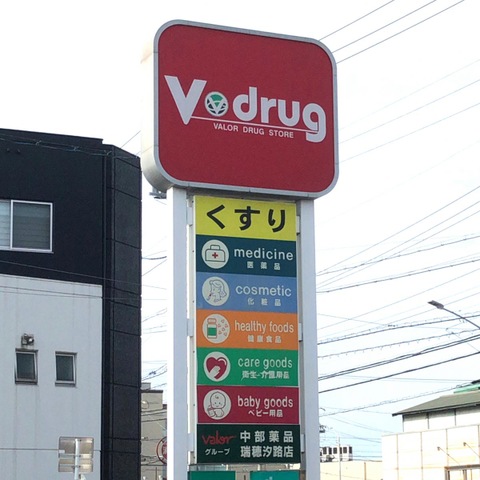 V・drug
VALOR DRUG STORE
くすり
medicine
医薬品
cosmetic
化粧品
healthy foods
健康食品
care goods
衛生・介護用品
baby goods
ベビー用品
Valor 中部薬品
グループ 瑞穂汐路店